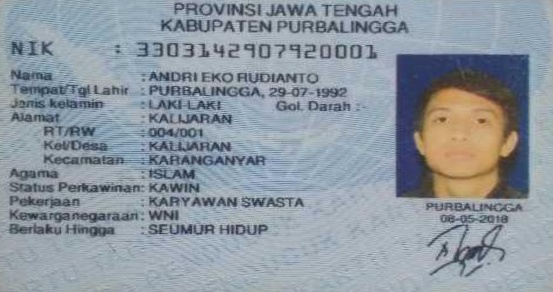 PROVINSI JAWA TENGAH
KABUPATEN PURBALINGGA
NIK : 3303142907920001
Nama : ANDRI EKO RUDIANTO
Tempat/Tgl Lahir : PURBALINGGA, 29-07-1992
Jenis kelamin : LAKI-LAKI Gol. Darah :-
Alamat : KALIJARAN
RT/RW : 004/001
Kel/Desa : KALIJARAN
Kecamatan : KARANGANYAR
Agama : ISLAM
Status Perkawinan: KAWIN
Pekerjaan : KARYAWAN SWASTA
Kewarganegaraan: WNI
Berlaku Hingga : SEUMUR HIDUP
PURBALINGGA
08-05-2018